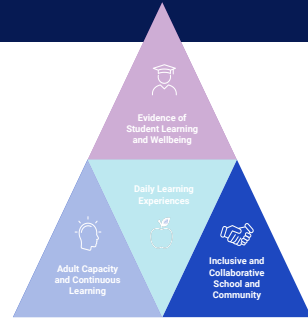 Evidence of
Student Learning
and Wellbeing
Daily Learning
Experiences
Adult Capacity
and Continuous
Learning
Inclusive and
Collaborative
School and
Community